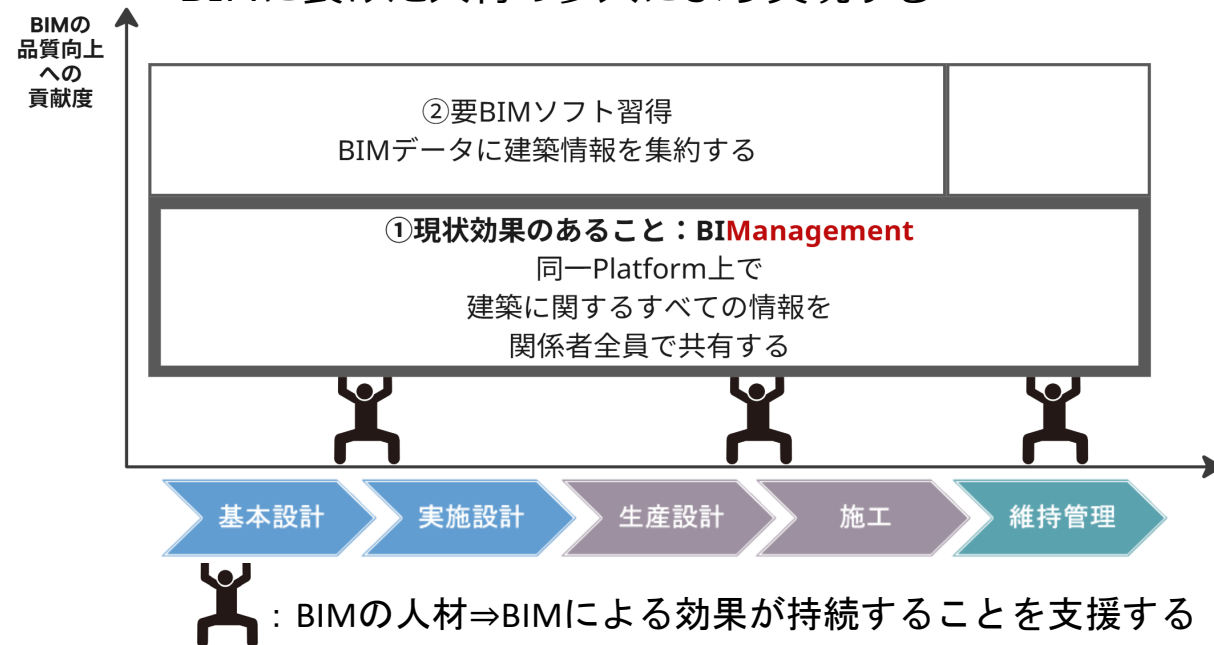 BIMの
品質向上
への
貢献度
②要BIMソフト習得
BIMデータに建築情報を集約する
①現状効果のあること：BIManagement
同一Platform上で
建築に関するすべての情報を
関係者全員で共有する
基本設計
実施設計
生産設計
施工
維持管理
：BIMの人材⇒BIMによる効果が持続することを支援する